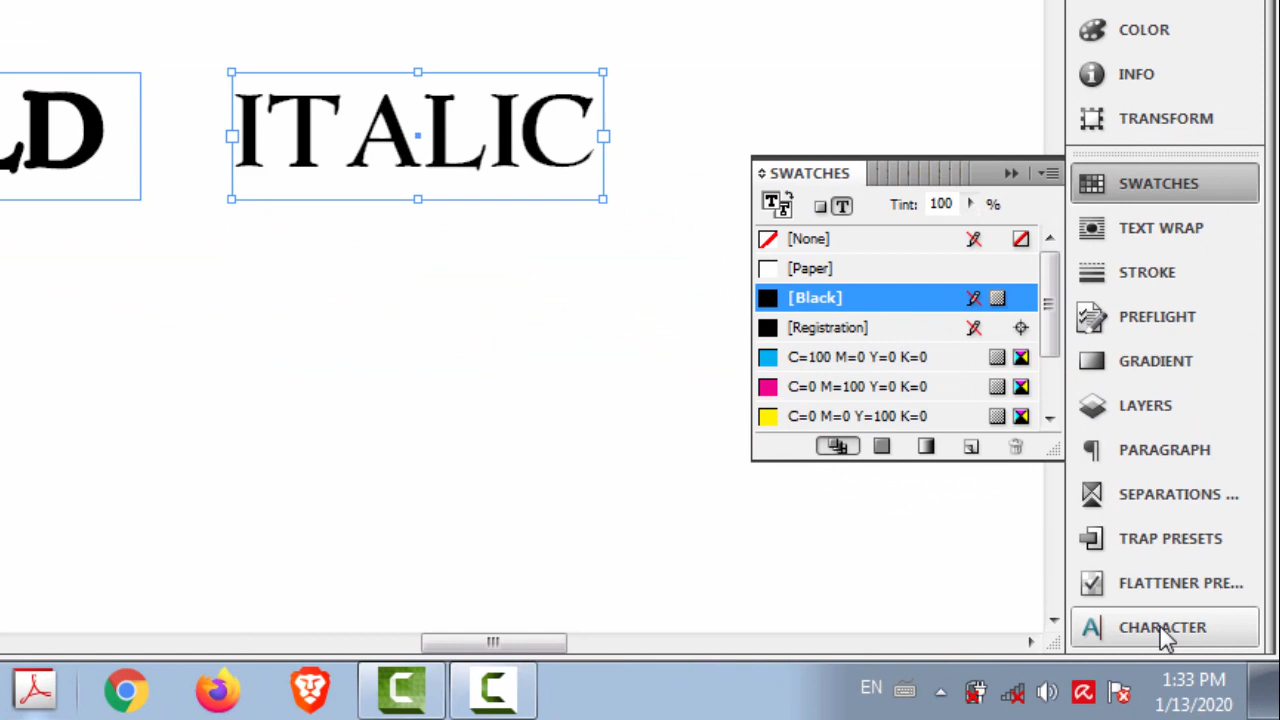 LD
ITALIC
SWATCHES
Tint: 100 %
[None]
[Paper]
[Black]
[Registration]
C=100 M=0 Y=0 K=0
C=0 M=100 Y=0 K=0
C=0 M=0 Y=100 K=0
COLOR
INFO
TRANSFORM
SWATCHES
TEXT WRAP
STROKE
PREFLIGHT
GRADIENT
LAYERS
PARAGRAPH
SEPARATIONS ...
TRAP PRESETS
FLATTENER PRE...
CHARACTER
EN
1:33 PM
1/13/2020